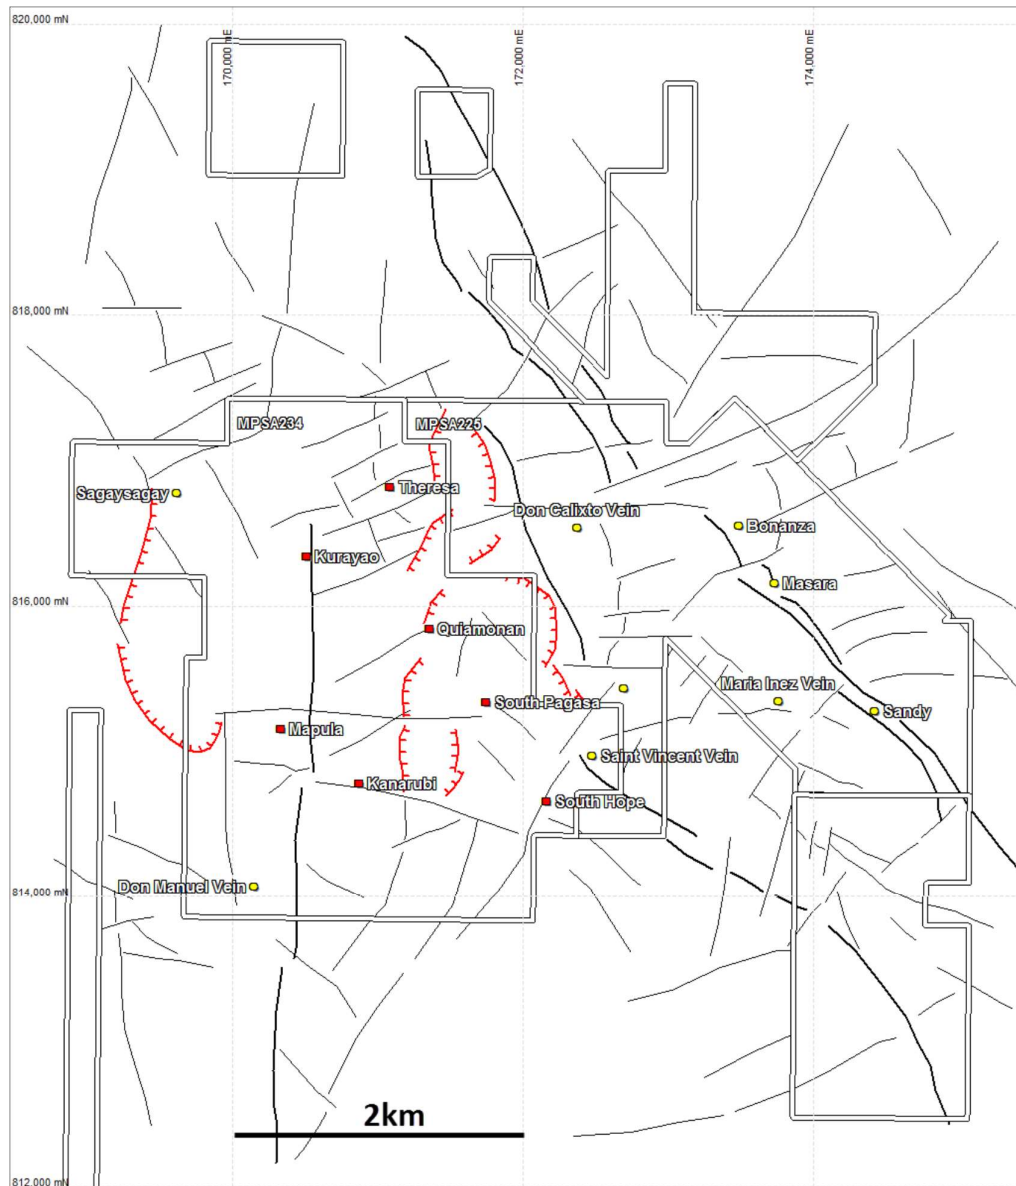 820,000 mN
170,000 mE
172,000 mE
174,000 mE
818,000 mN
MPSA234
MPSA225
Sagaysagay
Theresa
Don Calixto Vein
Bonanza
Kurayao
Masara
816,000 mN
Quiamonan
Maria Inez Vein
South Pagasa
Sandy
Mapula
Saint Vincent Vein
Kanarubi
South Hope
814,000 mN
Don Manuel Vein
2km
812,000 mN